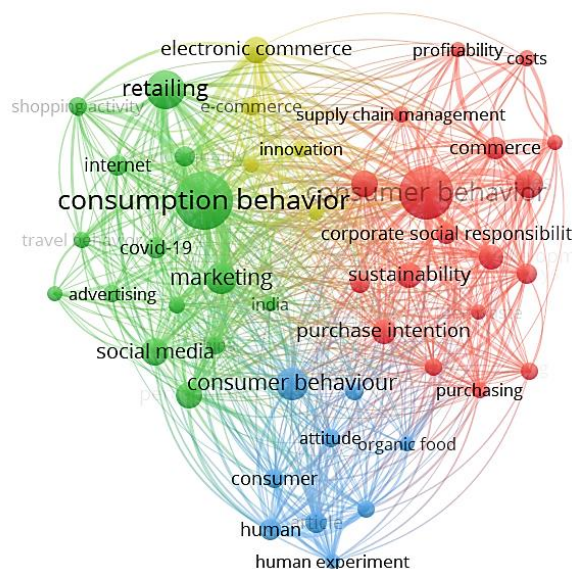 electronic commerce
profitability
costs
retailing
shopping activity
e-commerce
supply chain management
innovation
commerce
internet
consumption behavior
consumer behavior
corporate social responsibilit
covid-19
marketing
sustainability
advertising
india
purchase intention
social media
consumer behaviour
purchasing
attitude
organic food
consumer
human
article
human experiment